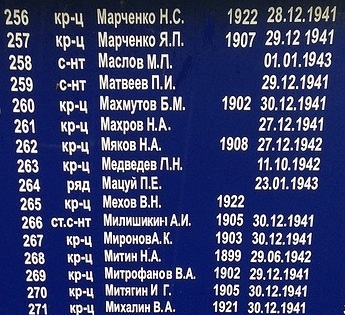 256 кр-ц Марченко Н.С. 1922 28.12.1941
257 кр-ц Марченко Я.П. 1907 29.12 1941
258 с-нт Маслов М.Л. 01.01.1943
259 с-нт Матвеев П.И. 29.12.1941
260 кр-ц Махмутов Б.М. 1902 30.12.1941
261 кр-ц Махров Н.А. 27.12.1941
262 кр-ц Мяков Н.А. 1908 27.12.1942
263 кр-ц Медведев Л.Н. 11.10.1942
264 ряд Мацуй П.Е. 23.01.1943
265 кр-ц Мехов В.Н. 1922
266 ст.с-нт Милишикин А.И. 1905 30.12.1941
267 кр-ц МироновА.К. 1903 30.12.1941
268 кр-ц Митин Н.А. 1899 29.06.1942
269 кр-ц Митрофанов В.А. 1902 29.12.1941
270 кр-ц Митягин И Г. 1905 30.12.1941
271 кр-ц Михалин В.А. 1921 30.12.1941